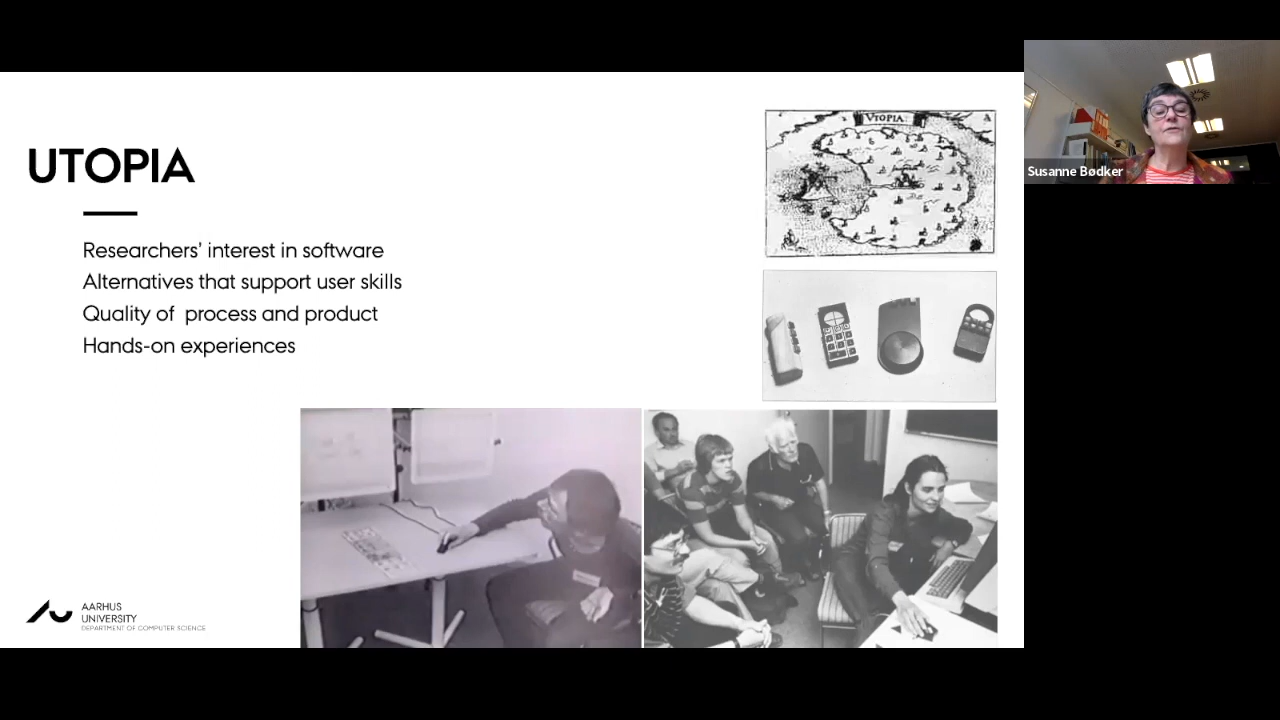 UTOPIA
Researchers' interest in software
Alternatives that support user skills
Quality of  process and product
Hands-on experiences
VTOPIA
AARHUS
UNIVERSITY
DEPARTMENT OF COMPUTER SCIENCE
Susanne Bødker